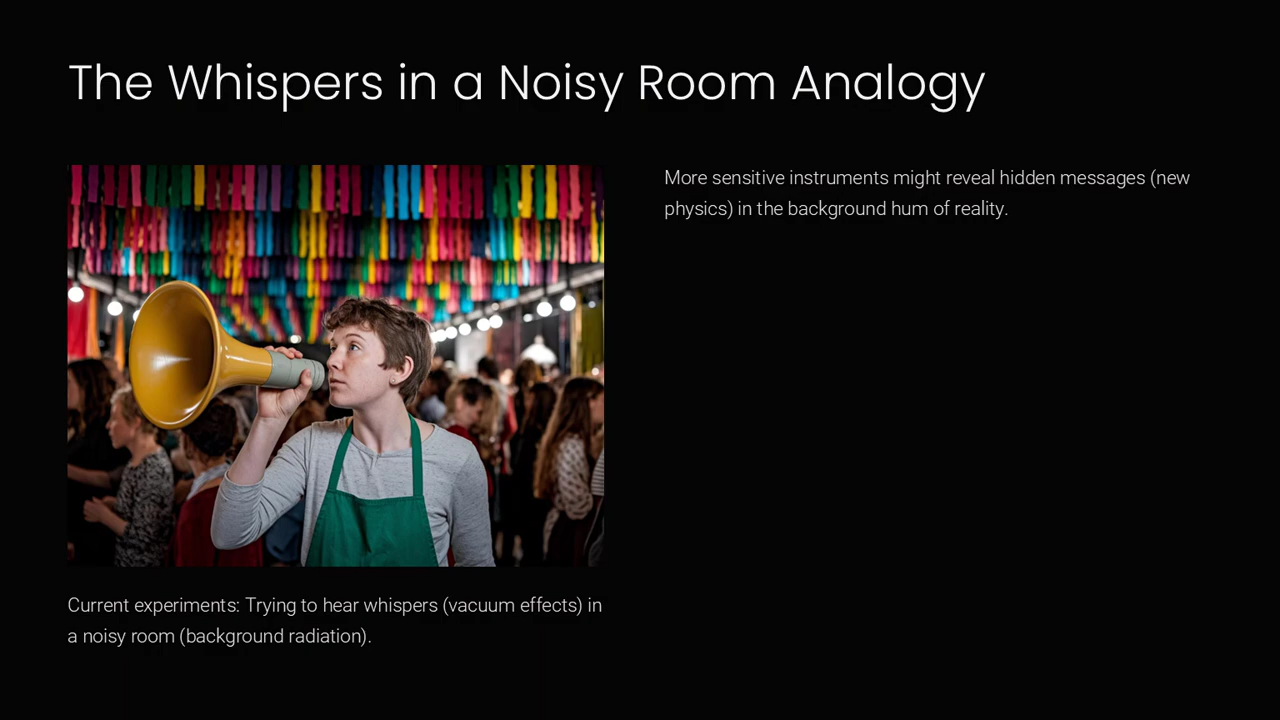 The Whispers in a Noisy Room Analogy
Current experiments: Trying to hear whispers (vacuum effects) in
a noisy room (background radiation).
More sensitive instruments might reveal hidden messages (new
physics) in the background hum of reality.